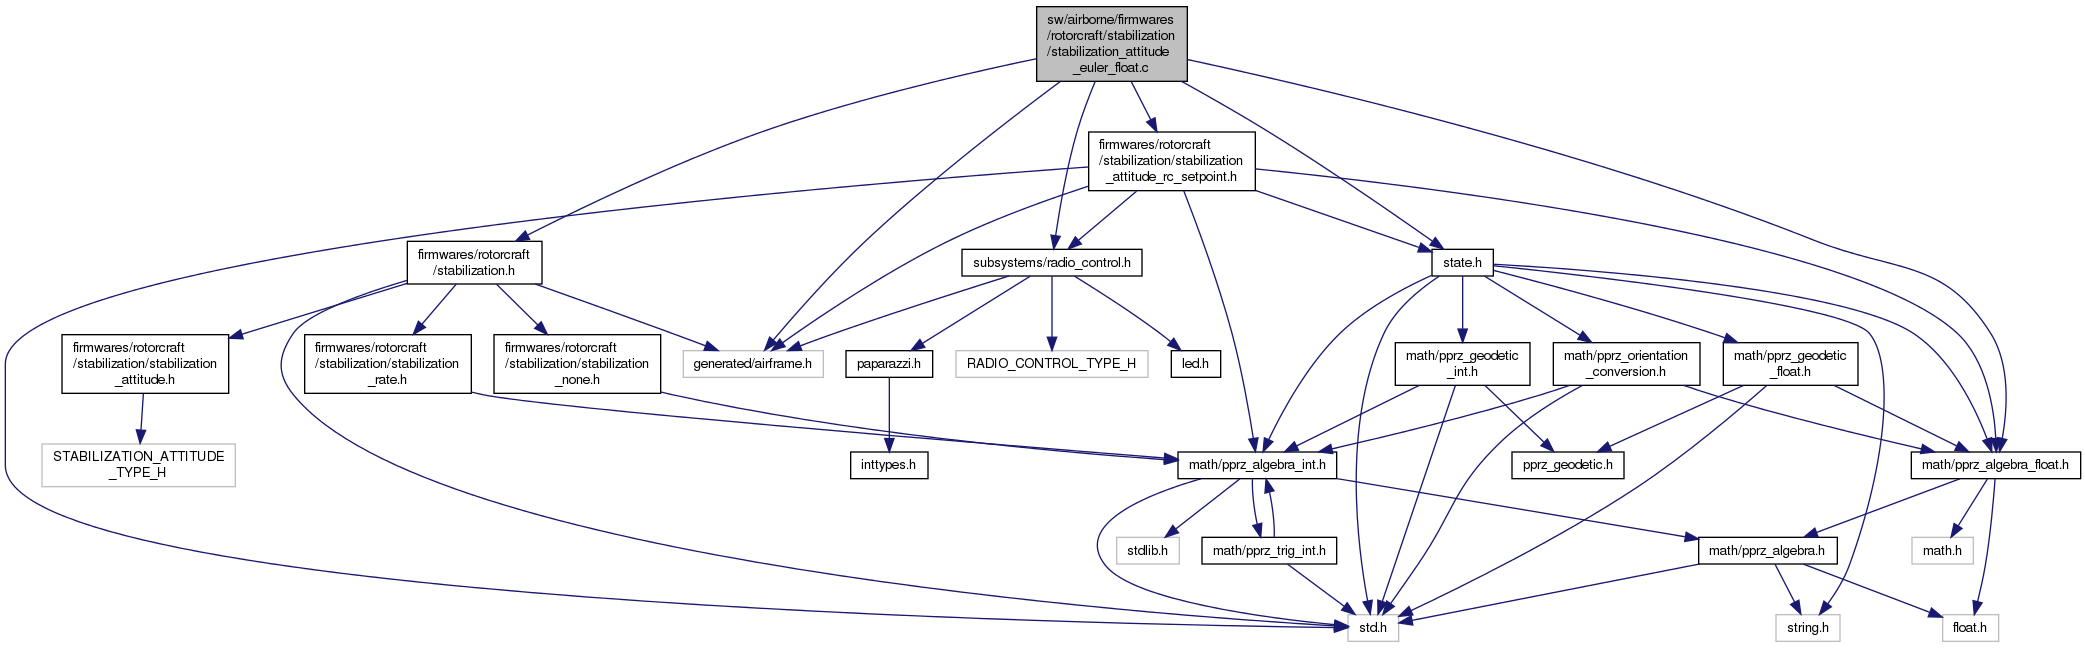 sw/airborne/firmwares
/rotorcraft/stabilization
/stabilization_attitude
_euler_float.c
firmwares/rotorcraft
/stabilization/stabilization
_attitude_rc_setpoint.h
firmwares/rotorcraft
/stabilization.h
subsystems/radio_control.h
state.h
firmwares/rotorcraft
/stabilization/stabilization
_attitude.h
firmwares/rotorcraft
/stabilization/stabilization
_rate.h
firmwares/rotorcraft
/stabilization/stabilization
_none.h
generated/airframe.h
paparazzi.h
RADIO_CONTROL_TYPE_H
led.h
math/pprz_geodetic
_int.h
math/pprz_orientation
_conversion.h
math/pprz_geodetic
_float.h
STABILIZATION_ATTITUDE
_TYPE_H
inttypes.h
math/pprz_algebra_int.h
pprz_geodetic.h
math/pprz_algebra_float.h
stdlib.h
math/pprz_trig_int.h
math/pprz_algebra.h
math.h
std.h
string.h
float.h